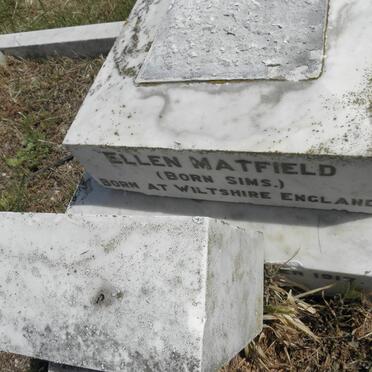 ELLEN MATFIELD
(BORN SIMS.)
BORN AT WILTSHIRE ENGLAND